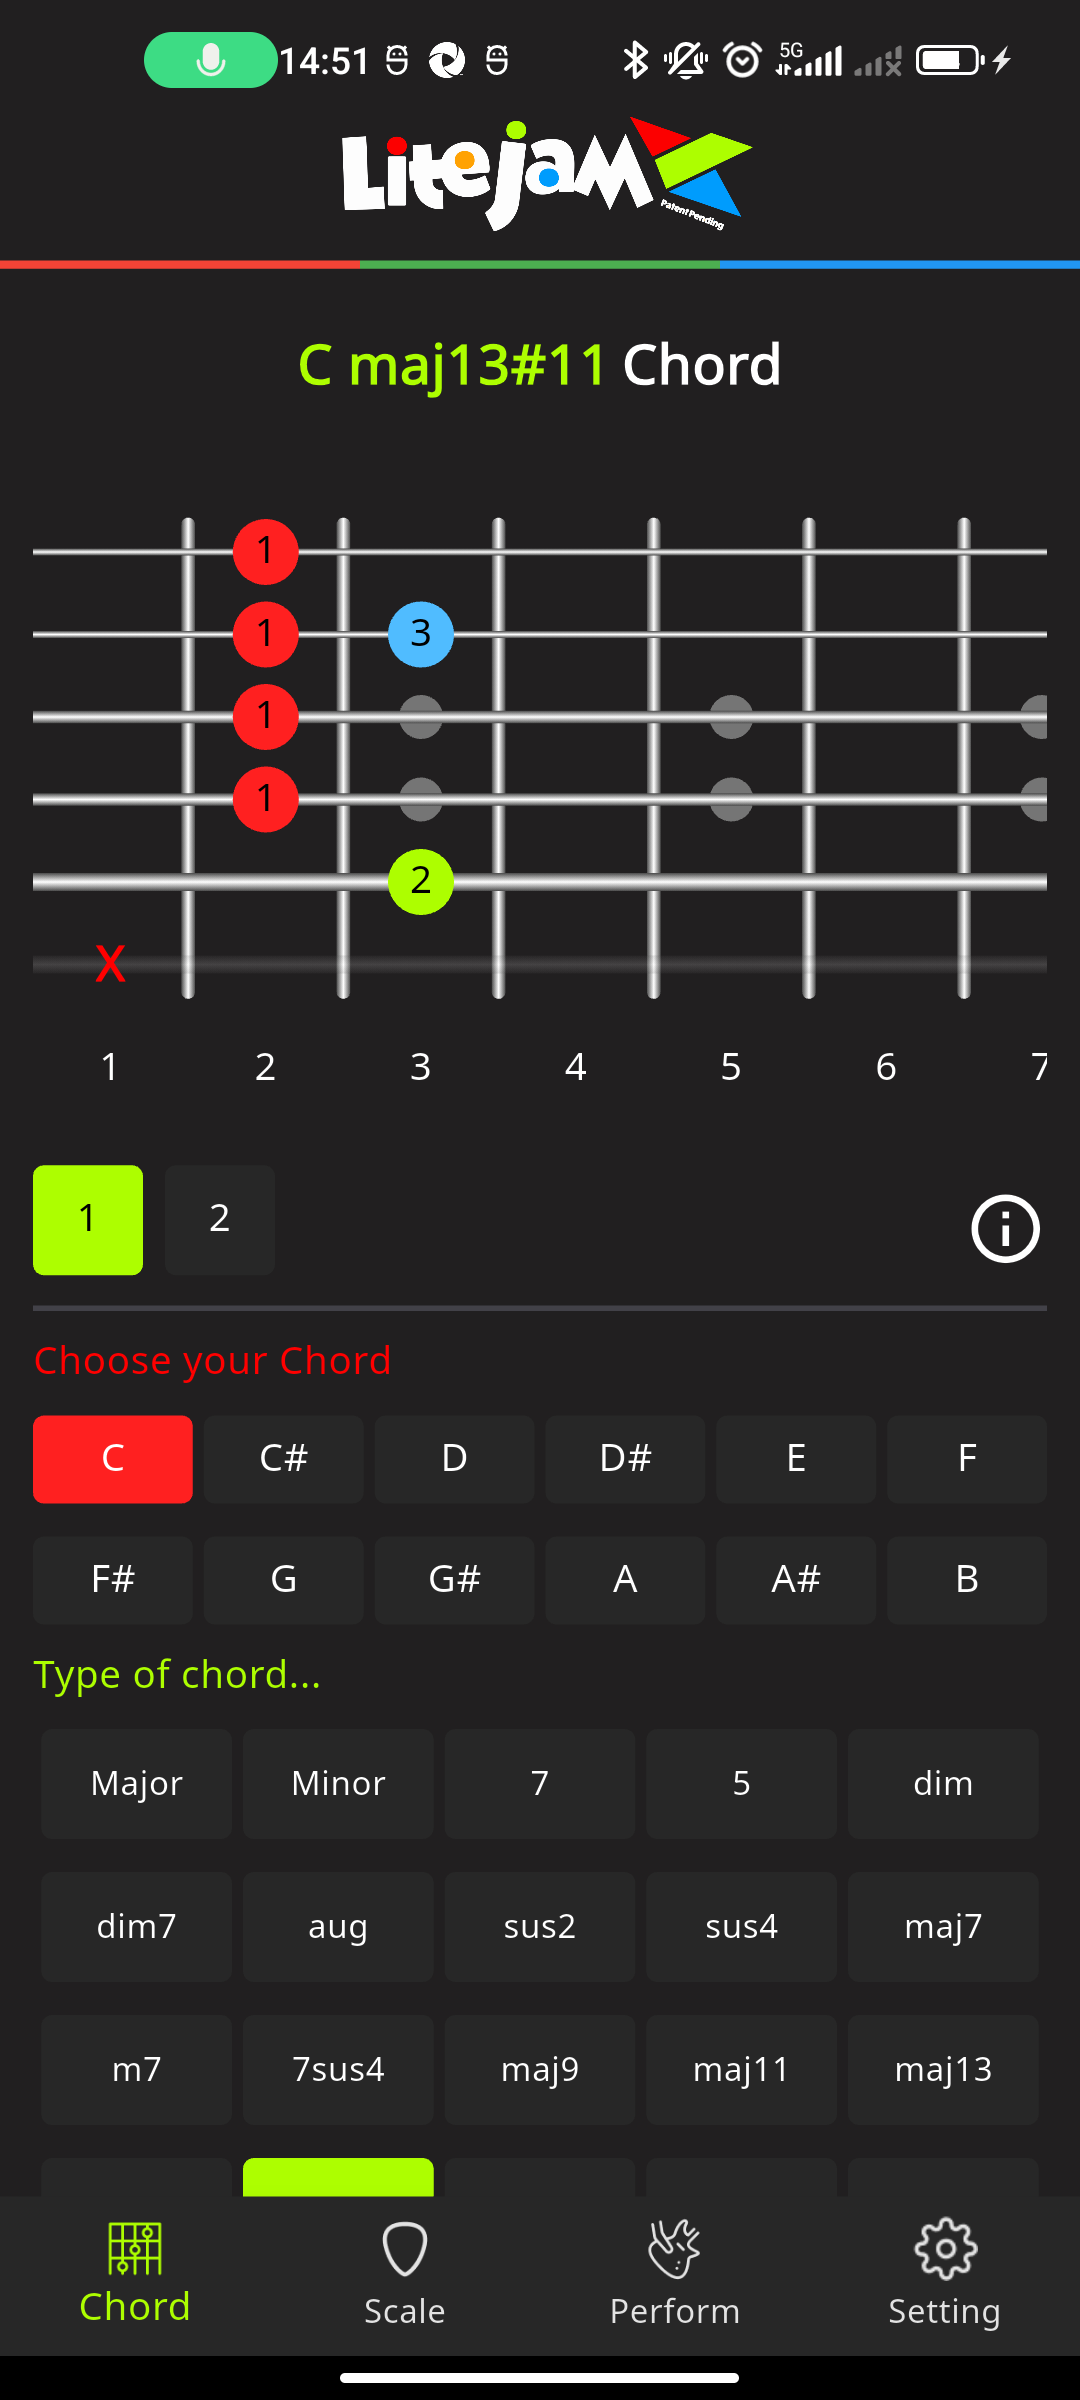 14:51 5G
Litejam
Patent Pending
C maj13#11 Chord
1
1 3
1
1
2
X
1 2 3 4 5 6 7
1 2
Choose your Chord
C C# D D# E F
F# G G# A A# B
Type of chord...
Major Minor 7 5 dim
dim7 aug sus2 sus4 maj7
m7 7sus4 maj9 maj11 maj13
Chord Scale Perform Setting